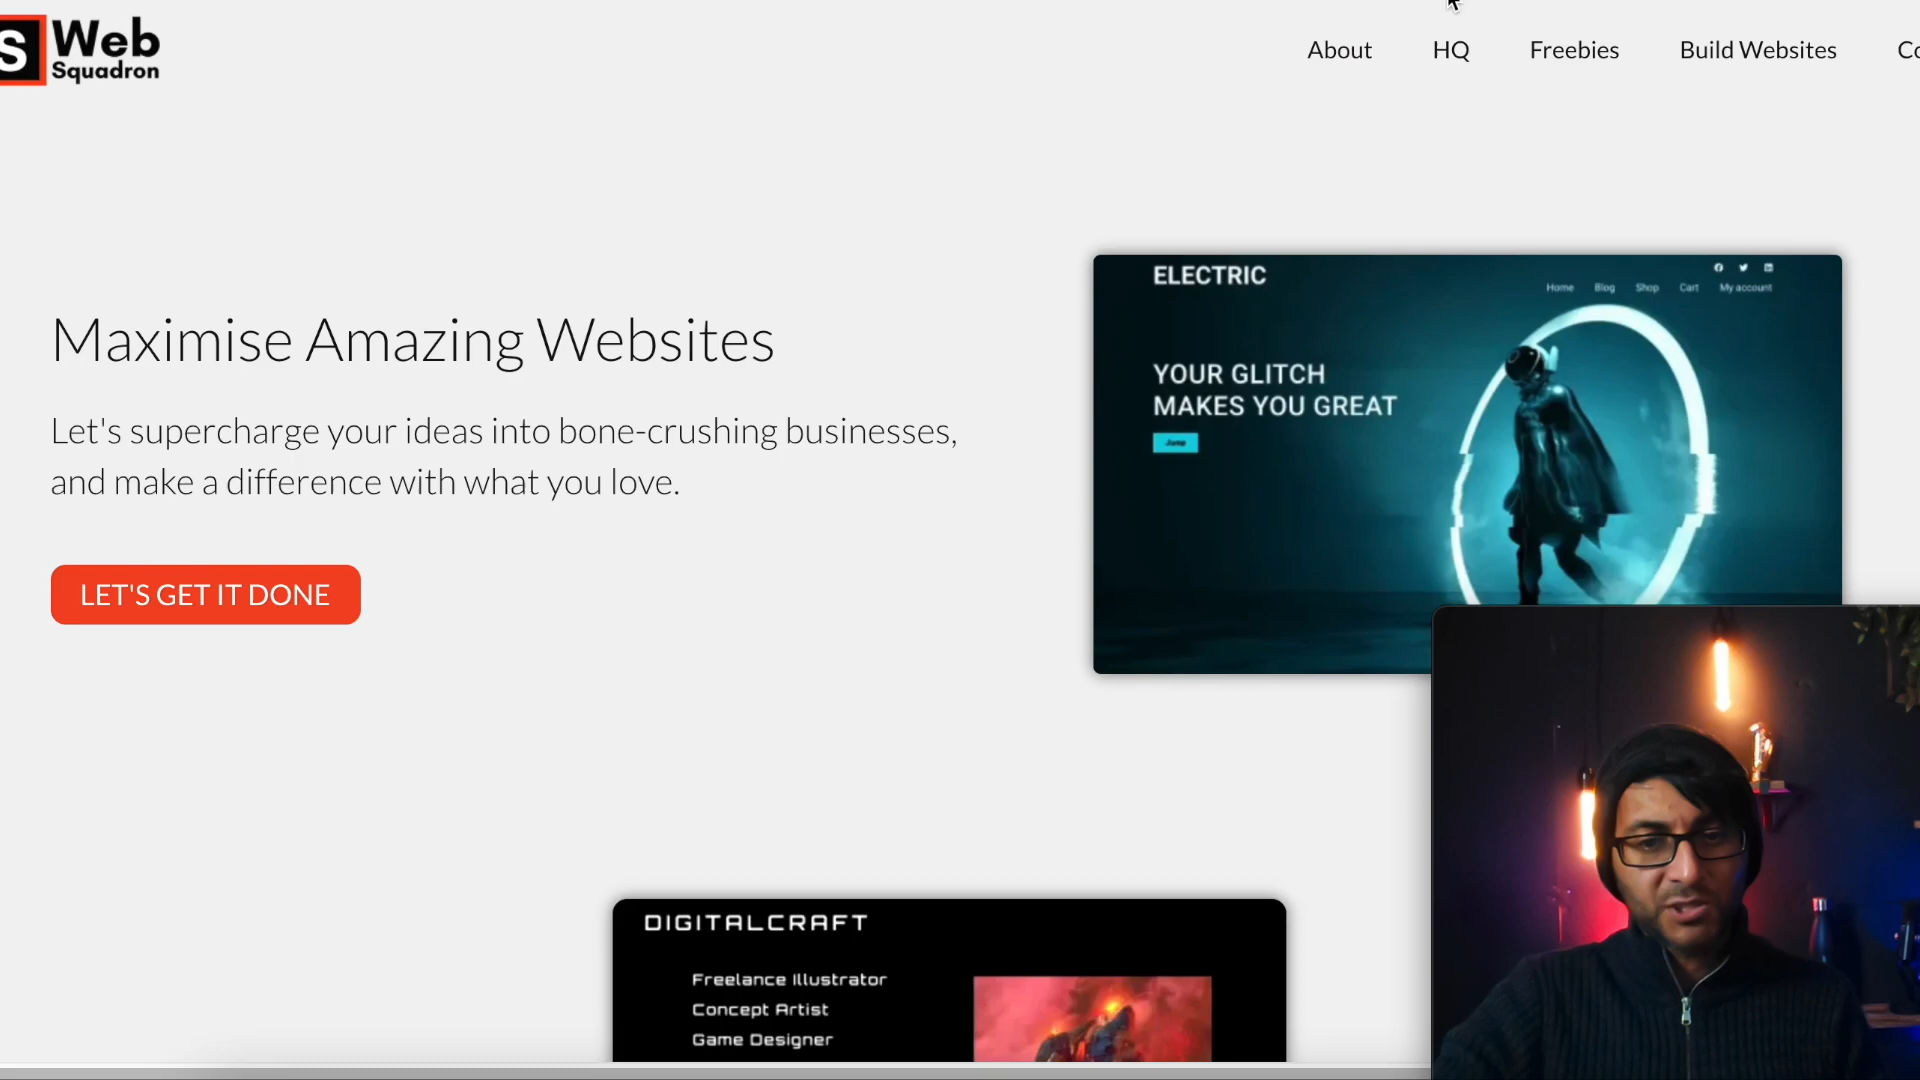 S Web
Squadron
About HQ Freebies Build Websites
Maximise Amazing Websites
Let's supercharge your ideas into bone-crushing businesses,
and make a difference with what you love.
LET'S GET IT DONE
ELECTRIC
Home Blog Shop Cart My account
YOUR GLITCH
MAKES YOU GREAT
Jump
DIGITALCRAFT
Freelance Illustrator
Concept Artist
Game Designer